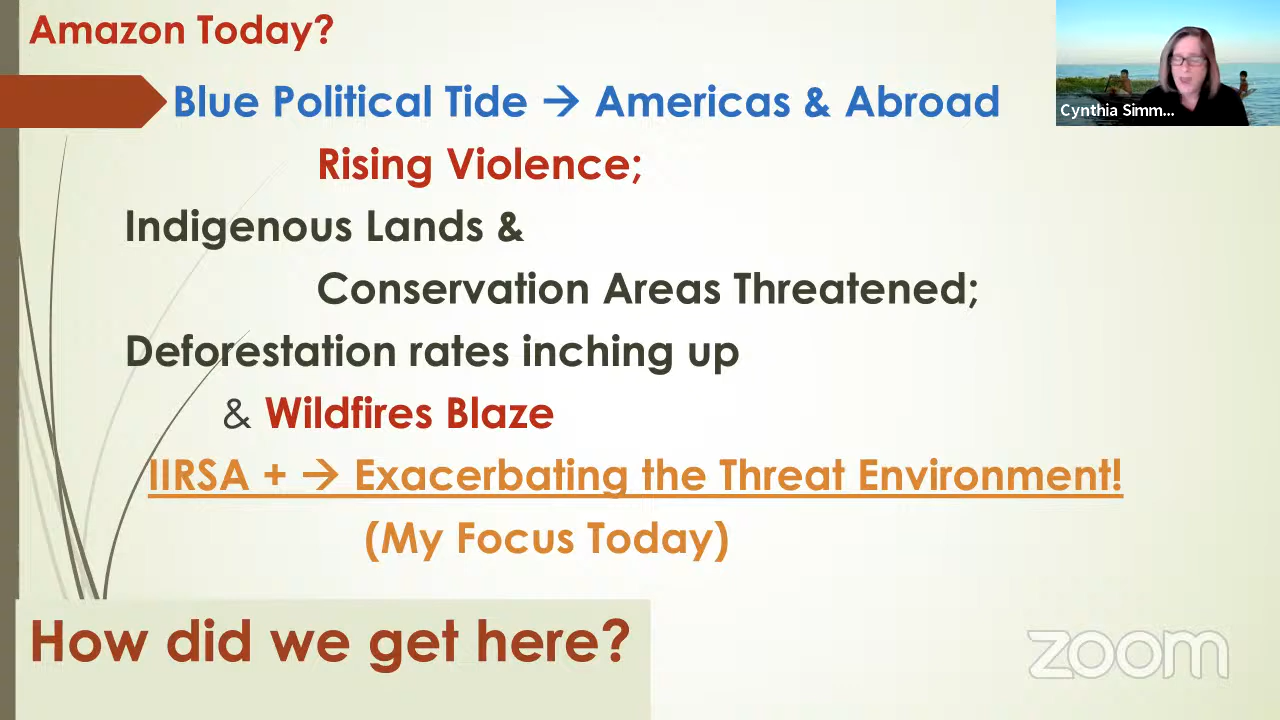 Amazon Today?
Blue Political Tide → Americas & Abroad
Rising Violence;
Indigenous Lands &
Conservation Areas Threatened;
Deforestation rates inching up
& Wildfires Blaze
IIRSA + → Exacerbating the Threat Environment!
(My Focus Today)
How did we get here?
Cynthia Simm...
zoom